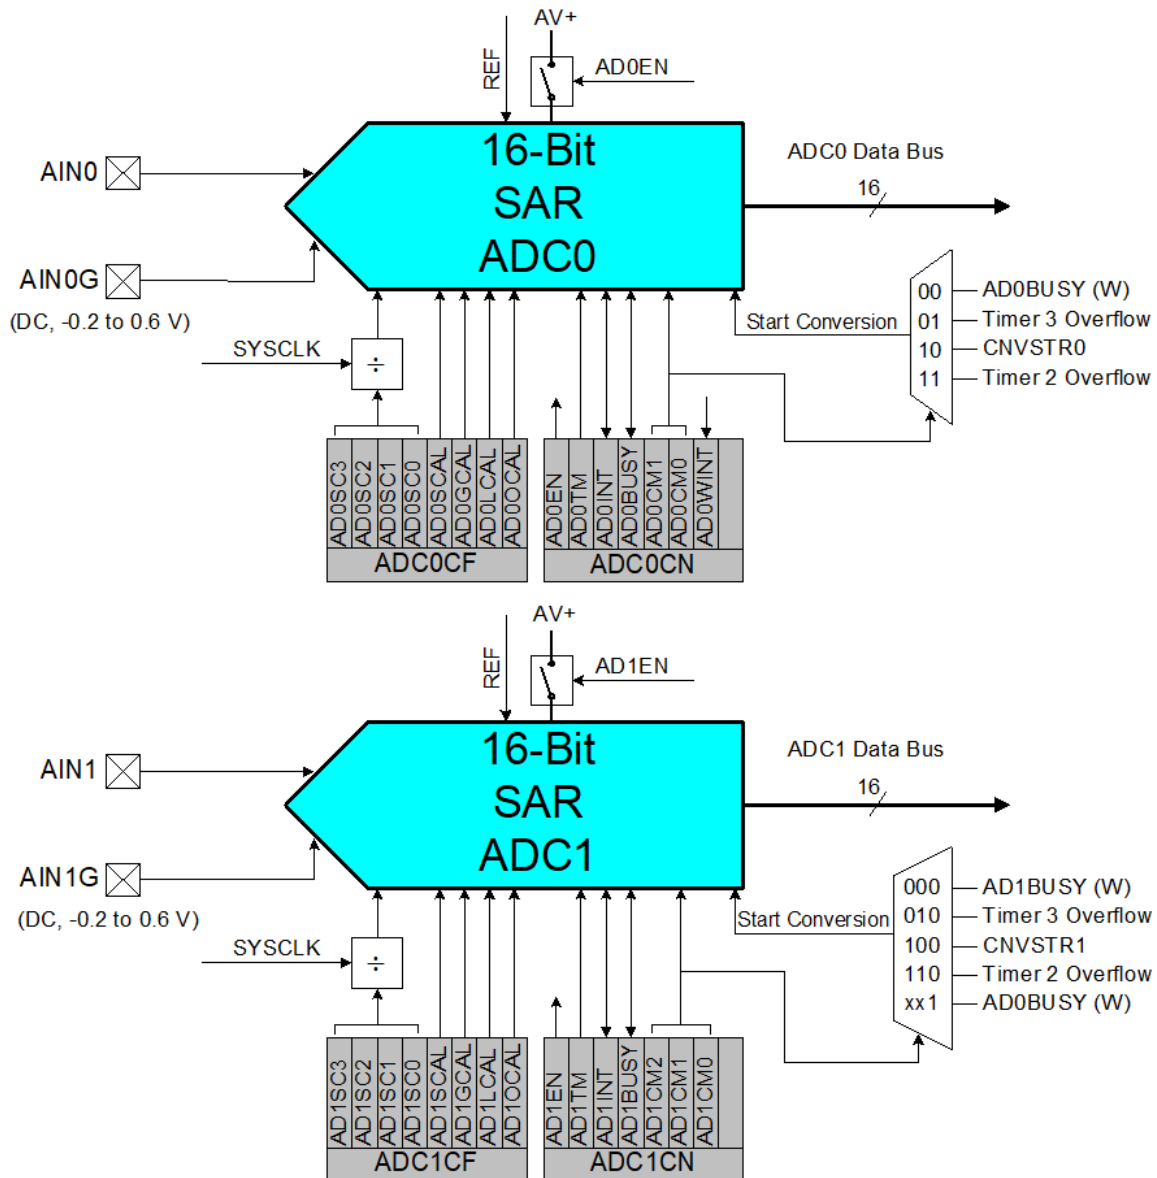 AV+
REF
AD0EN
16-Bit
SAR
ADC0
AIN0
AIN0G
(DC, -0.2 to 0.6 V)
ADC0 Data Bus
16
SYSCLK
÷
Start Conversion
00 AD0BUSY (W)
01 Timer 3 Overflow
10 CNVSTR0
11 Timer 2 Overflow
AD0SC3
AD0SC2
AD0SC1
AD0SC0
AD0SCAL
AD0GCAL
AD0LCAL
AD0OCAL
ADC0CF
AD0EN
AD0TM
AD0INT
AD0BUSY
AD0CM1
AD0CM0
AD0WINT
ADC0CN
AV+
REF
AD1EN
16-Bit
SAR
ADC1
AIN1
AIN1G
(DC, -0.2 to 0.6 V)
ADC1 Data Bus
16
SYSCLK
÷
Start Conversion
000 AD1BUSY (W)
010 Timer 3 Overflow
100 CNVSTR1
110 Timer 2 Overflow
xx1 AD0BUSY (W)
AD1SC3
AD1SC2
AD1SC1
AD1SC0
AD1SCAL
AD1GCAL
AD1LCAL
AD1OCAL
ADC1CF
AD1EN
AD1TM
AD1INT
AD1BUSY
AD1CM2
AD1CM1
AD1CM0
ADC1CN